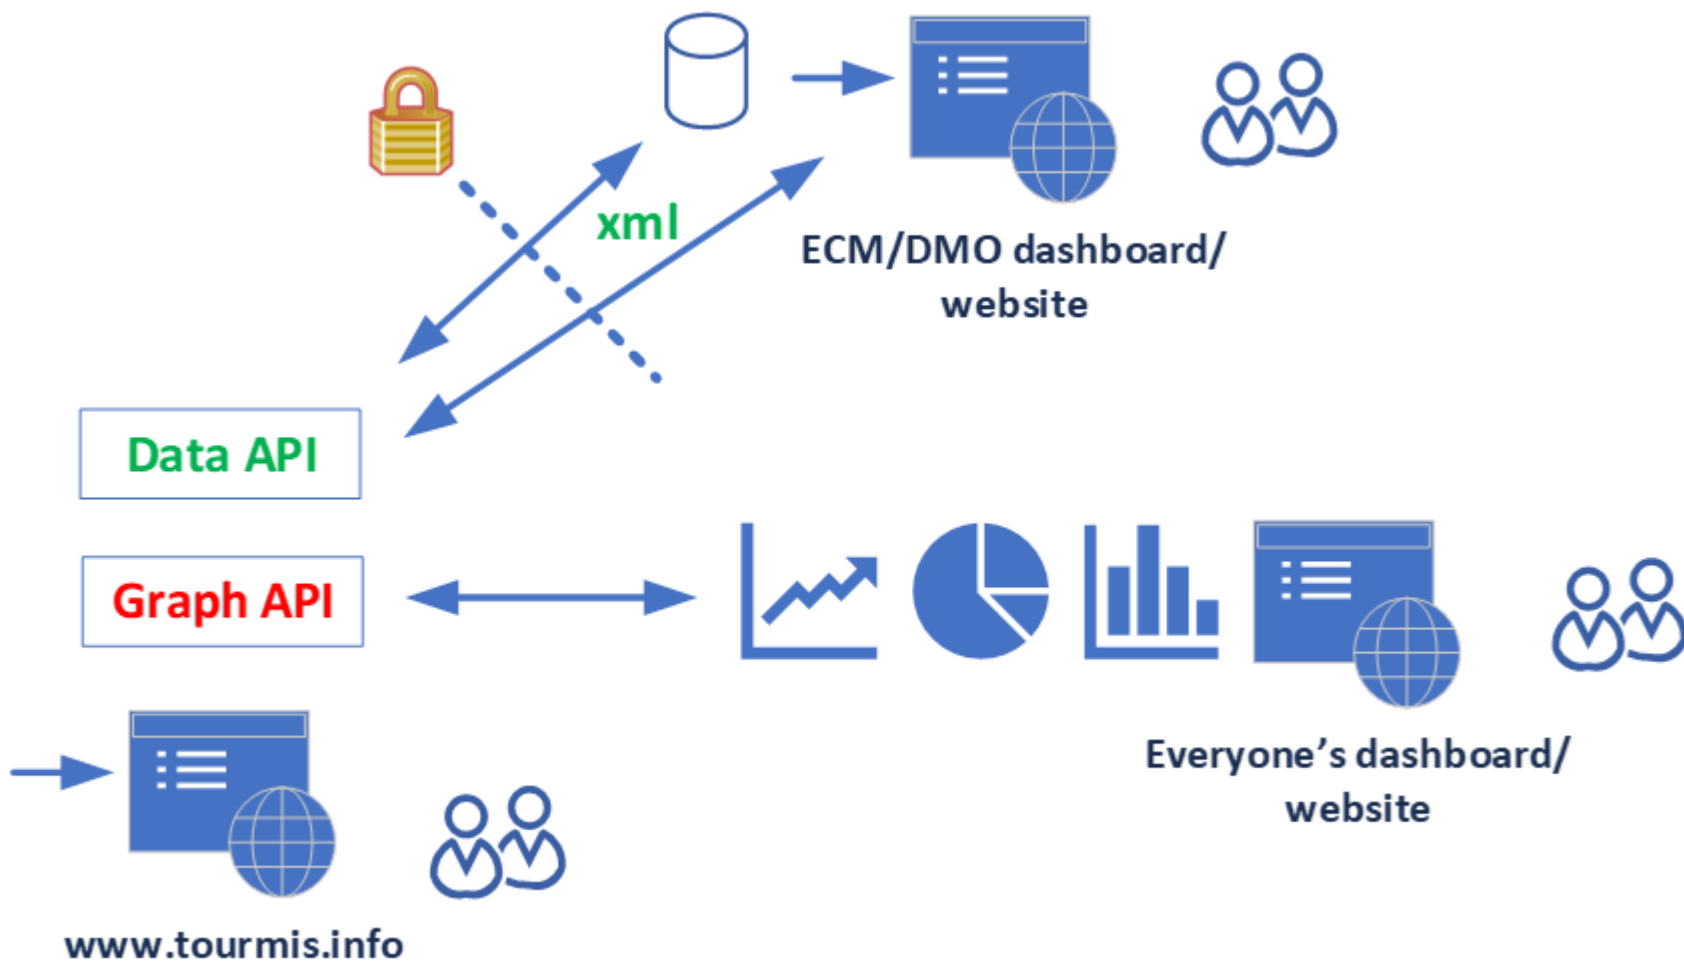 xml
ECM/DMO dashboard/
website
Data API
Graph API
Everyone’s dashboard/
website
www.tourmis.info